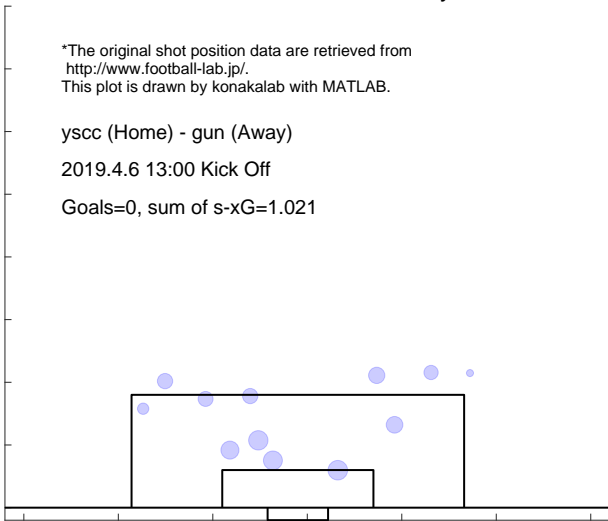 *The original shot position data are retrieved from
http://www.football-lab.jp/.
This plot is drawn by konakalab with MATLAB.
yscc (Home) - gun (Away)
2019.4.6 13:00 Kick Off
Goals=0, sum of s-xG=1.021